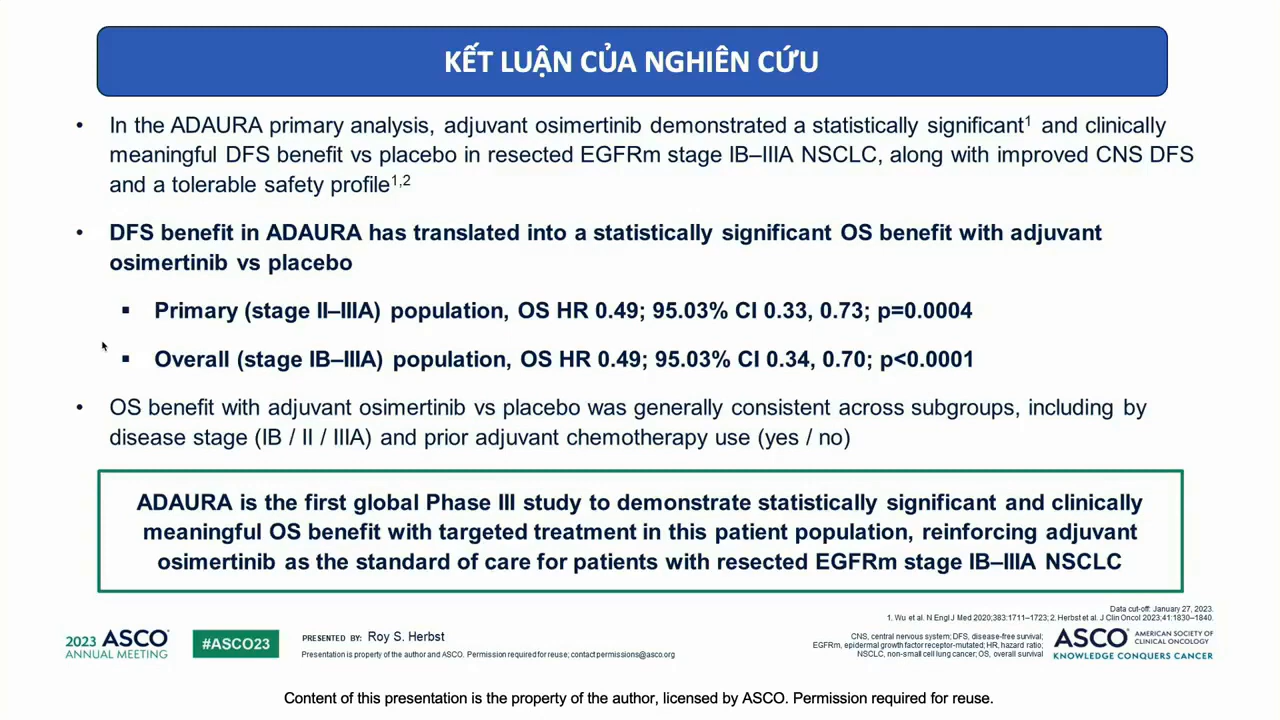 KẾT LUẬN CỦA NGHIÊN CỨU
• In the ADAURA primary analysis, adjuvant osimertinib demonstrated a statistically significant¹ and clinically
meaningful DFS benefit vs placebo in resected EGFRm stage IB–IIIA NSCLC, along with improved CNS DFS
and a tolerable safety profile¹,²
• DFS benefit in ADAURA has translated into a statistically significant OS benefit with adjuvant
osimertinib vs placebo
▪ Primary (stage II–IIIA) population, OS HR 0.49; 95.03% CI 0.33, 0.73; p=0.0004
▪ Overall (stage IB–IIIA) population, OS HR 0.49; 95.03% CI 0.34, 0.70; p<0.0001
• OS benefit with adjuvant osimertinib vs placebo was generally consistent across subgroups, including by
disease stage (IB / II / IIIA) and prior adjuvant chemotherapy use (yes / no)
ADAURA is the first global Phase III study to demonstrate statistically significant and clinically
meaningful OS benefit with targeted treatment in this patient population, reinforcing adjuvant
osimertinib as the standard of care for patients with resected EGFRm stage IB–IIIA NSCLC
Data cut-off: January 27, 2023.
1. Wu et al. N Engl J Med 2020;383:1711–1723; 2. Herbst et al. J Clin Oncol 2023;41:1830–1840.
2023 ASCO®
ANNUAL MEETING
#ASCO23
PRESENTED BY: Roy S. Herbst
Presentation is property of the author and ASCO. Permission required for reuse; contact permissions@asco.org
CNS, central nervous system; DFS, disease-free survival;
EGFRm, epidermal growth factor receptor-mutated; HR, hazard ratio;
NSCLC, non-small cell lung cancer; OS, overall survival
ASCO® AMERICAN SOCIETY OF
CLINICAL ONCOLOGY
KNOWLEDGE CONQUERS CANCER
Content of this presentation is the property of the author, licensed by ASCO. Permission required for reuse.